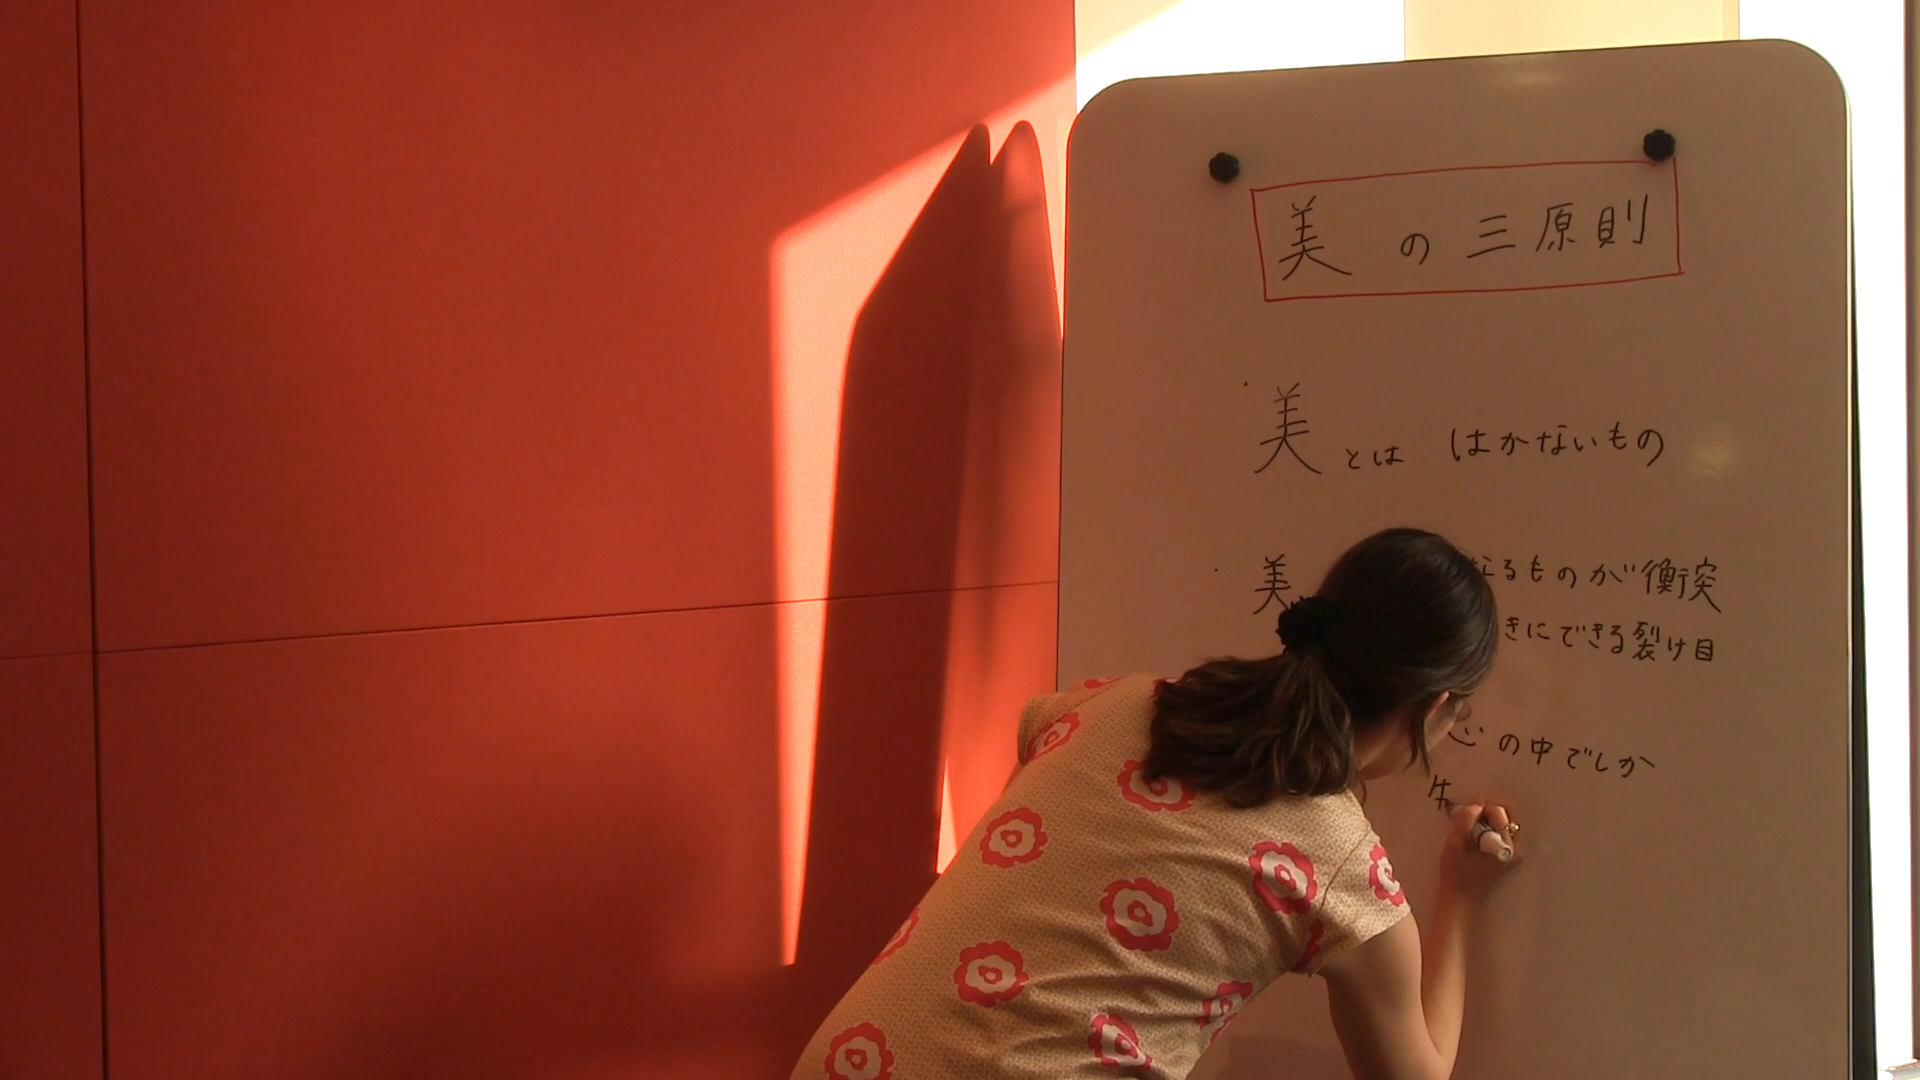 美の三原則
・美とは はかないもの
・美 なるものが衝突
きにできる裂け目
心の中でしか